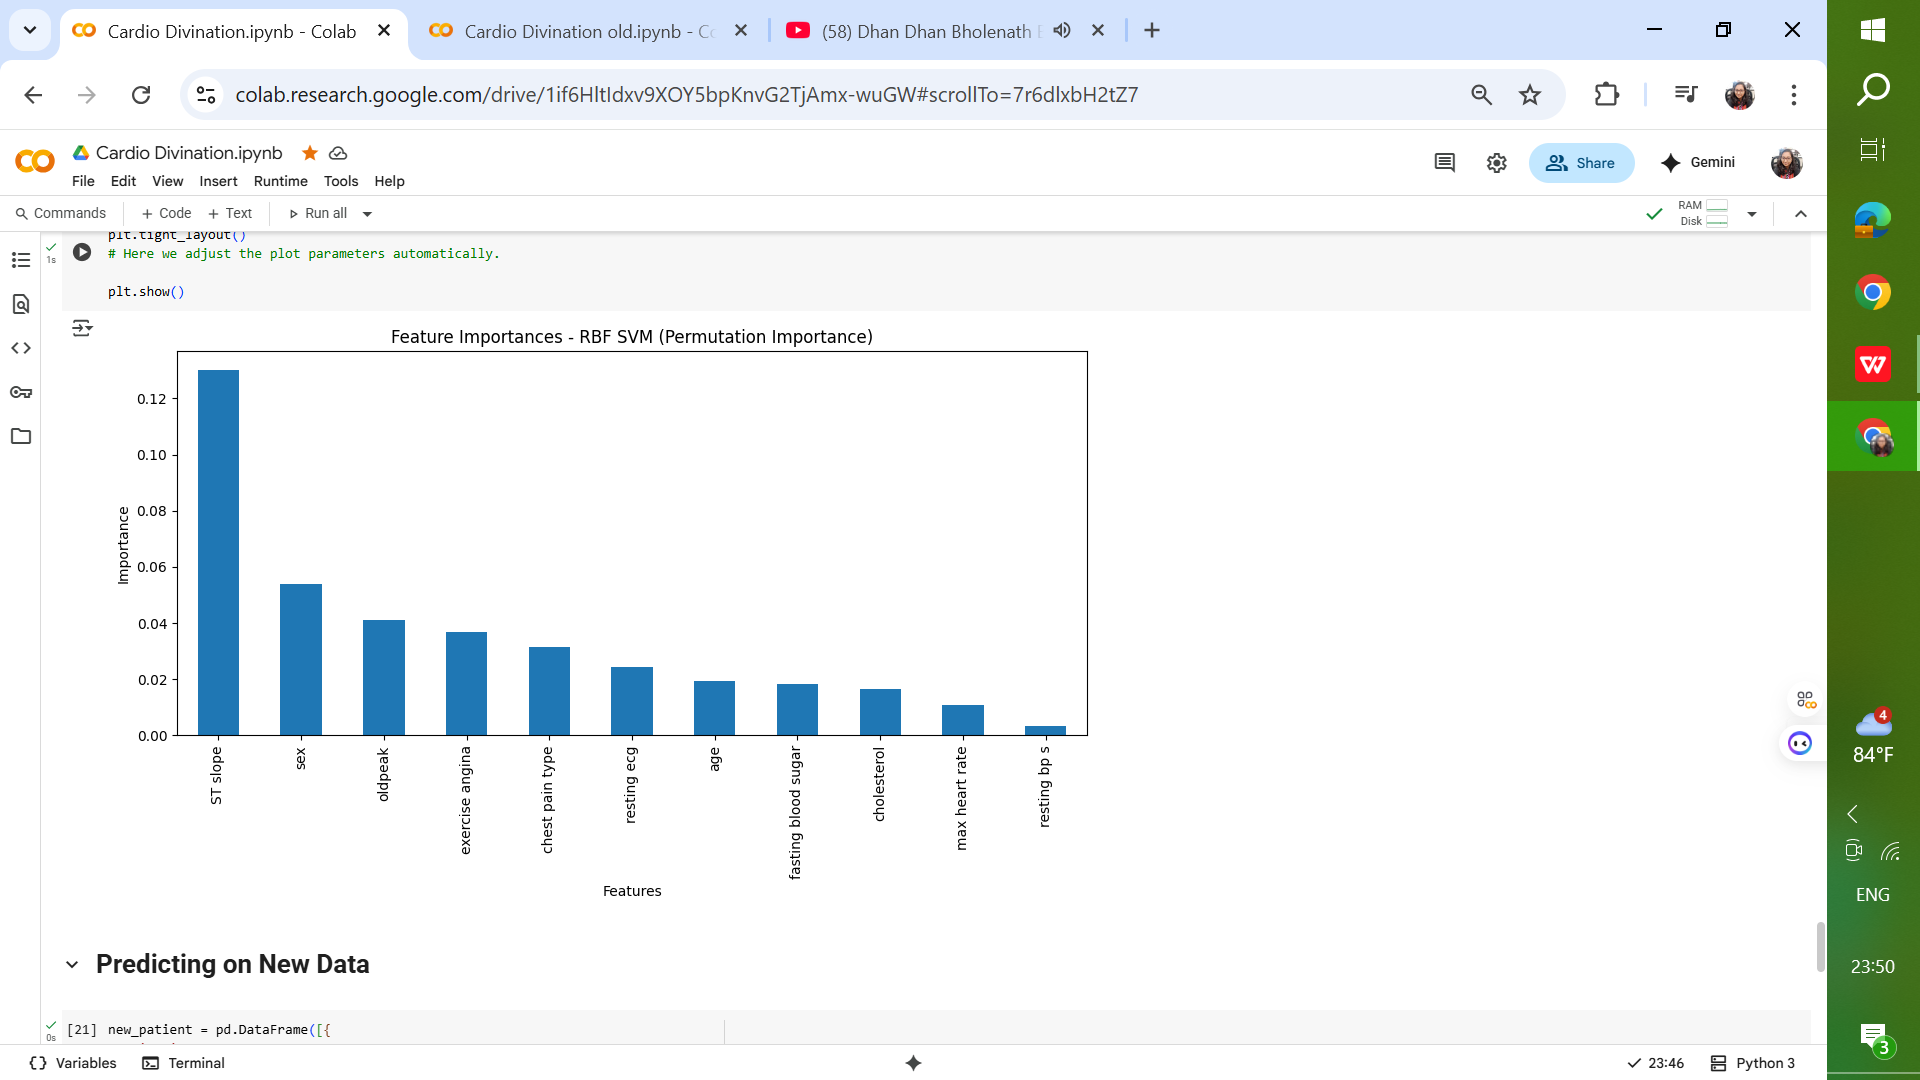 Cardio Divination.ipynb - Colab
Cardio Divination old.ipynb - Co
(58) Dhan Dhan Bholenath B
colab.research.google.com/drive/1if6HltIdxv9XOY5bpKnvG2TjAmx-wuGW#scrollTo=7r6dlxbH2tZ7
Cardio Divination.ipynb
File Edit View Insert Runtime Tools Help
Share
Gemini
Commands + Code + Text Run all
RAM
Disk
1s
plt.tight_layout()
# Here we adjust the plot parameters automatically.
plt.show()
Feature Importances - RBF SVM (Permutation Importance)
Importance
0.12
0.10
0.08
0.06
0.04
0.02
0.00
ST slope
sex
oldpeak
exercise angina
chest pain type
resting ecg
age
fasting blood sugar
cholesterol
max heart rate
resting bp s
Features
Predicting on New Data
0s
[21] new_patient = pd.DataFrame([{
Variables Terminal
23:46 Python 3
4
84°F
ENG
23:50
3